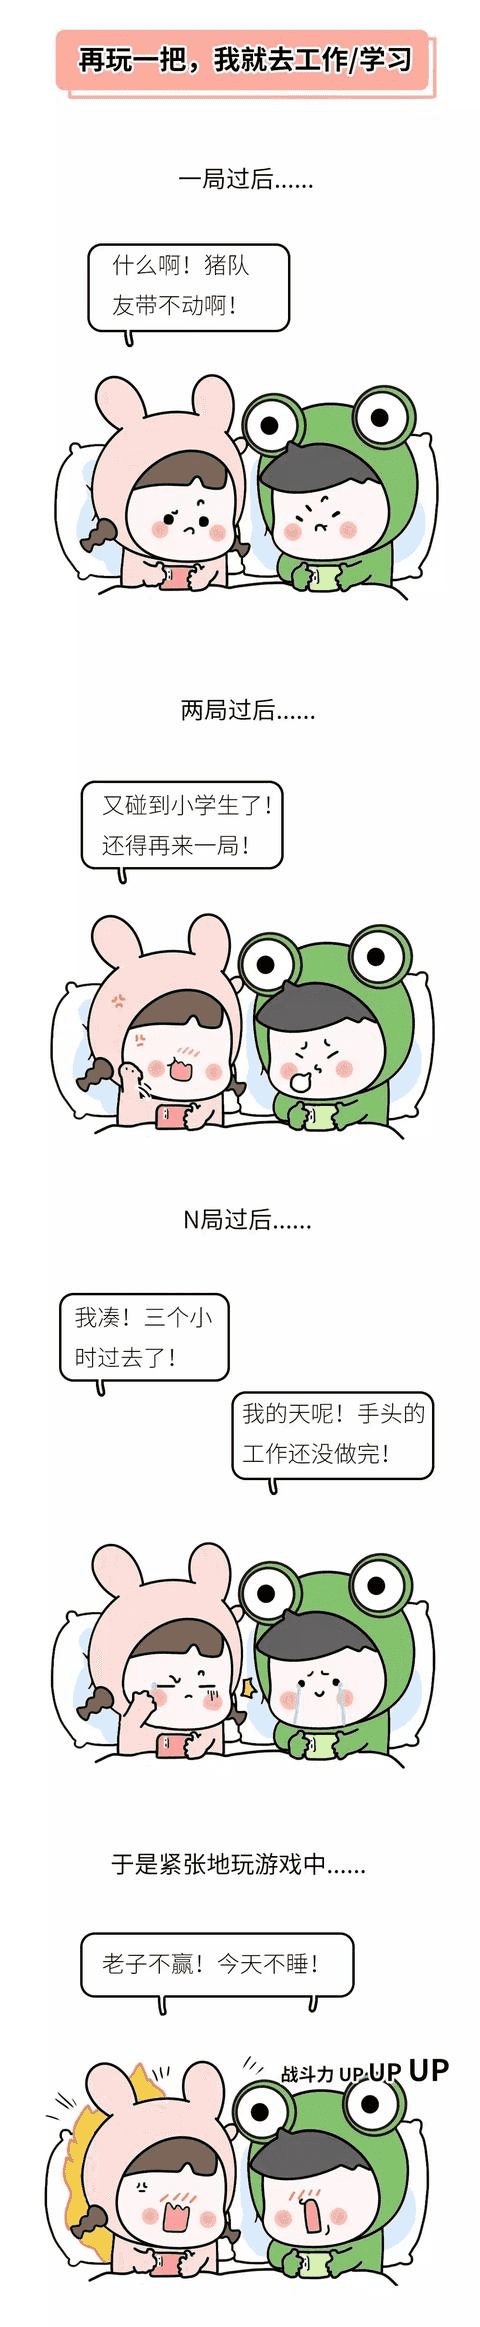 再玩一把，我就去工作/学习
一局过后......
什么啊！猪队
友带不动啊！
两局过后......
又碰到小学生了！
还得再来一局！
N局过后......
我凑！三个小
时过去了！
我的天呢！手头的
工作还没做完！
于是紧张地玩游戏中......
老子不赢！今天不睡！
战斗力 UP UP UP